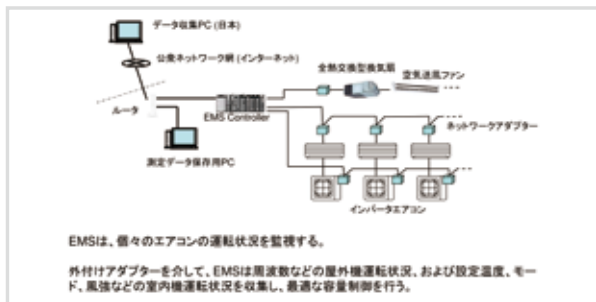 データ収集PC (日本)
公衆ネットワーク網 (インターネット)
全熱交換型換気扇
空気送風ファン
ルータ
EMS Controller
ネットワークアダプター
測定データ保存用PC
インバータエアコン
EMSは、個々のエアコンの運転状況を監視する。
外付けアダプターを介して、EMSは周波数などの屋外機運転状況、および設定温度、モー
ド、風強などの室内機運転状況を収集し、最適な容量制御を行う。